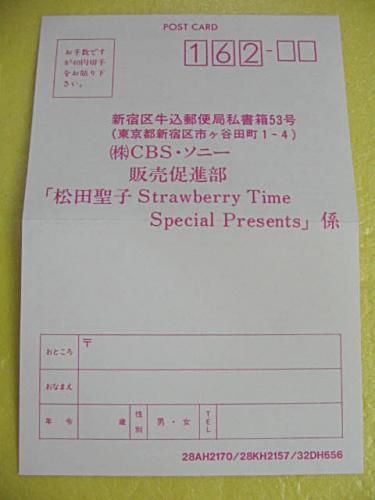 POST CARD
お手数です
が40円切手
をお貼り下
さい。
162-
新宿区牛込郵便局私書箱53号
(東京都新宿区市ヶ谷田町1-4)
㈱CBS・ソニー
販売促進部
「松田聖子 Strawberry Time
Special Presents」係
おところ 〒
おなまえ
年令 歳 性別 男・女 TEL
28AH2170/28KH2157/32DH656